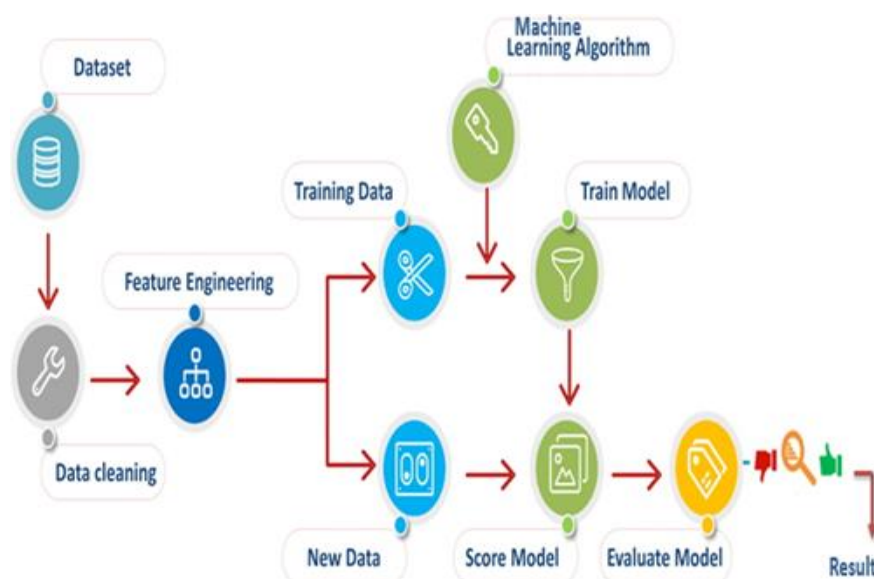 Machine
Learning Algorithm
Dataset
Training Data
Train Model
Feature Engineering
Data cleaning
New Data
Score Model
Evaluate Model
Result